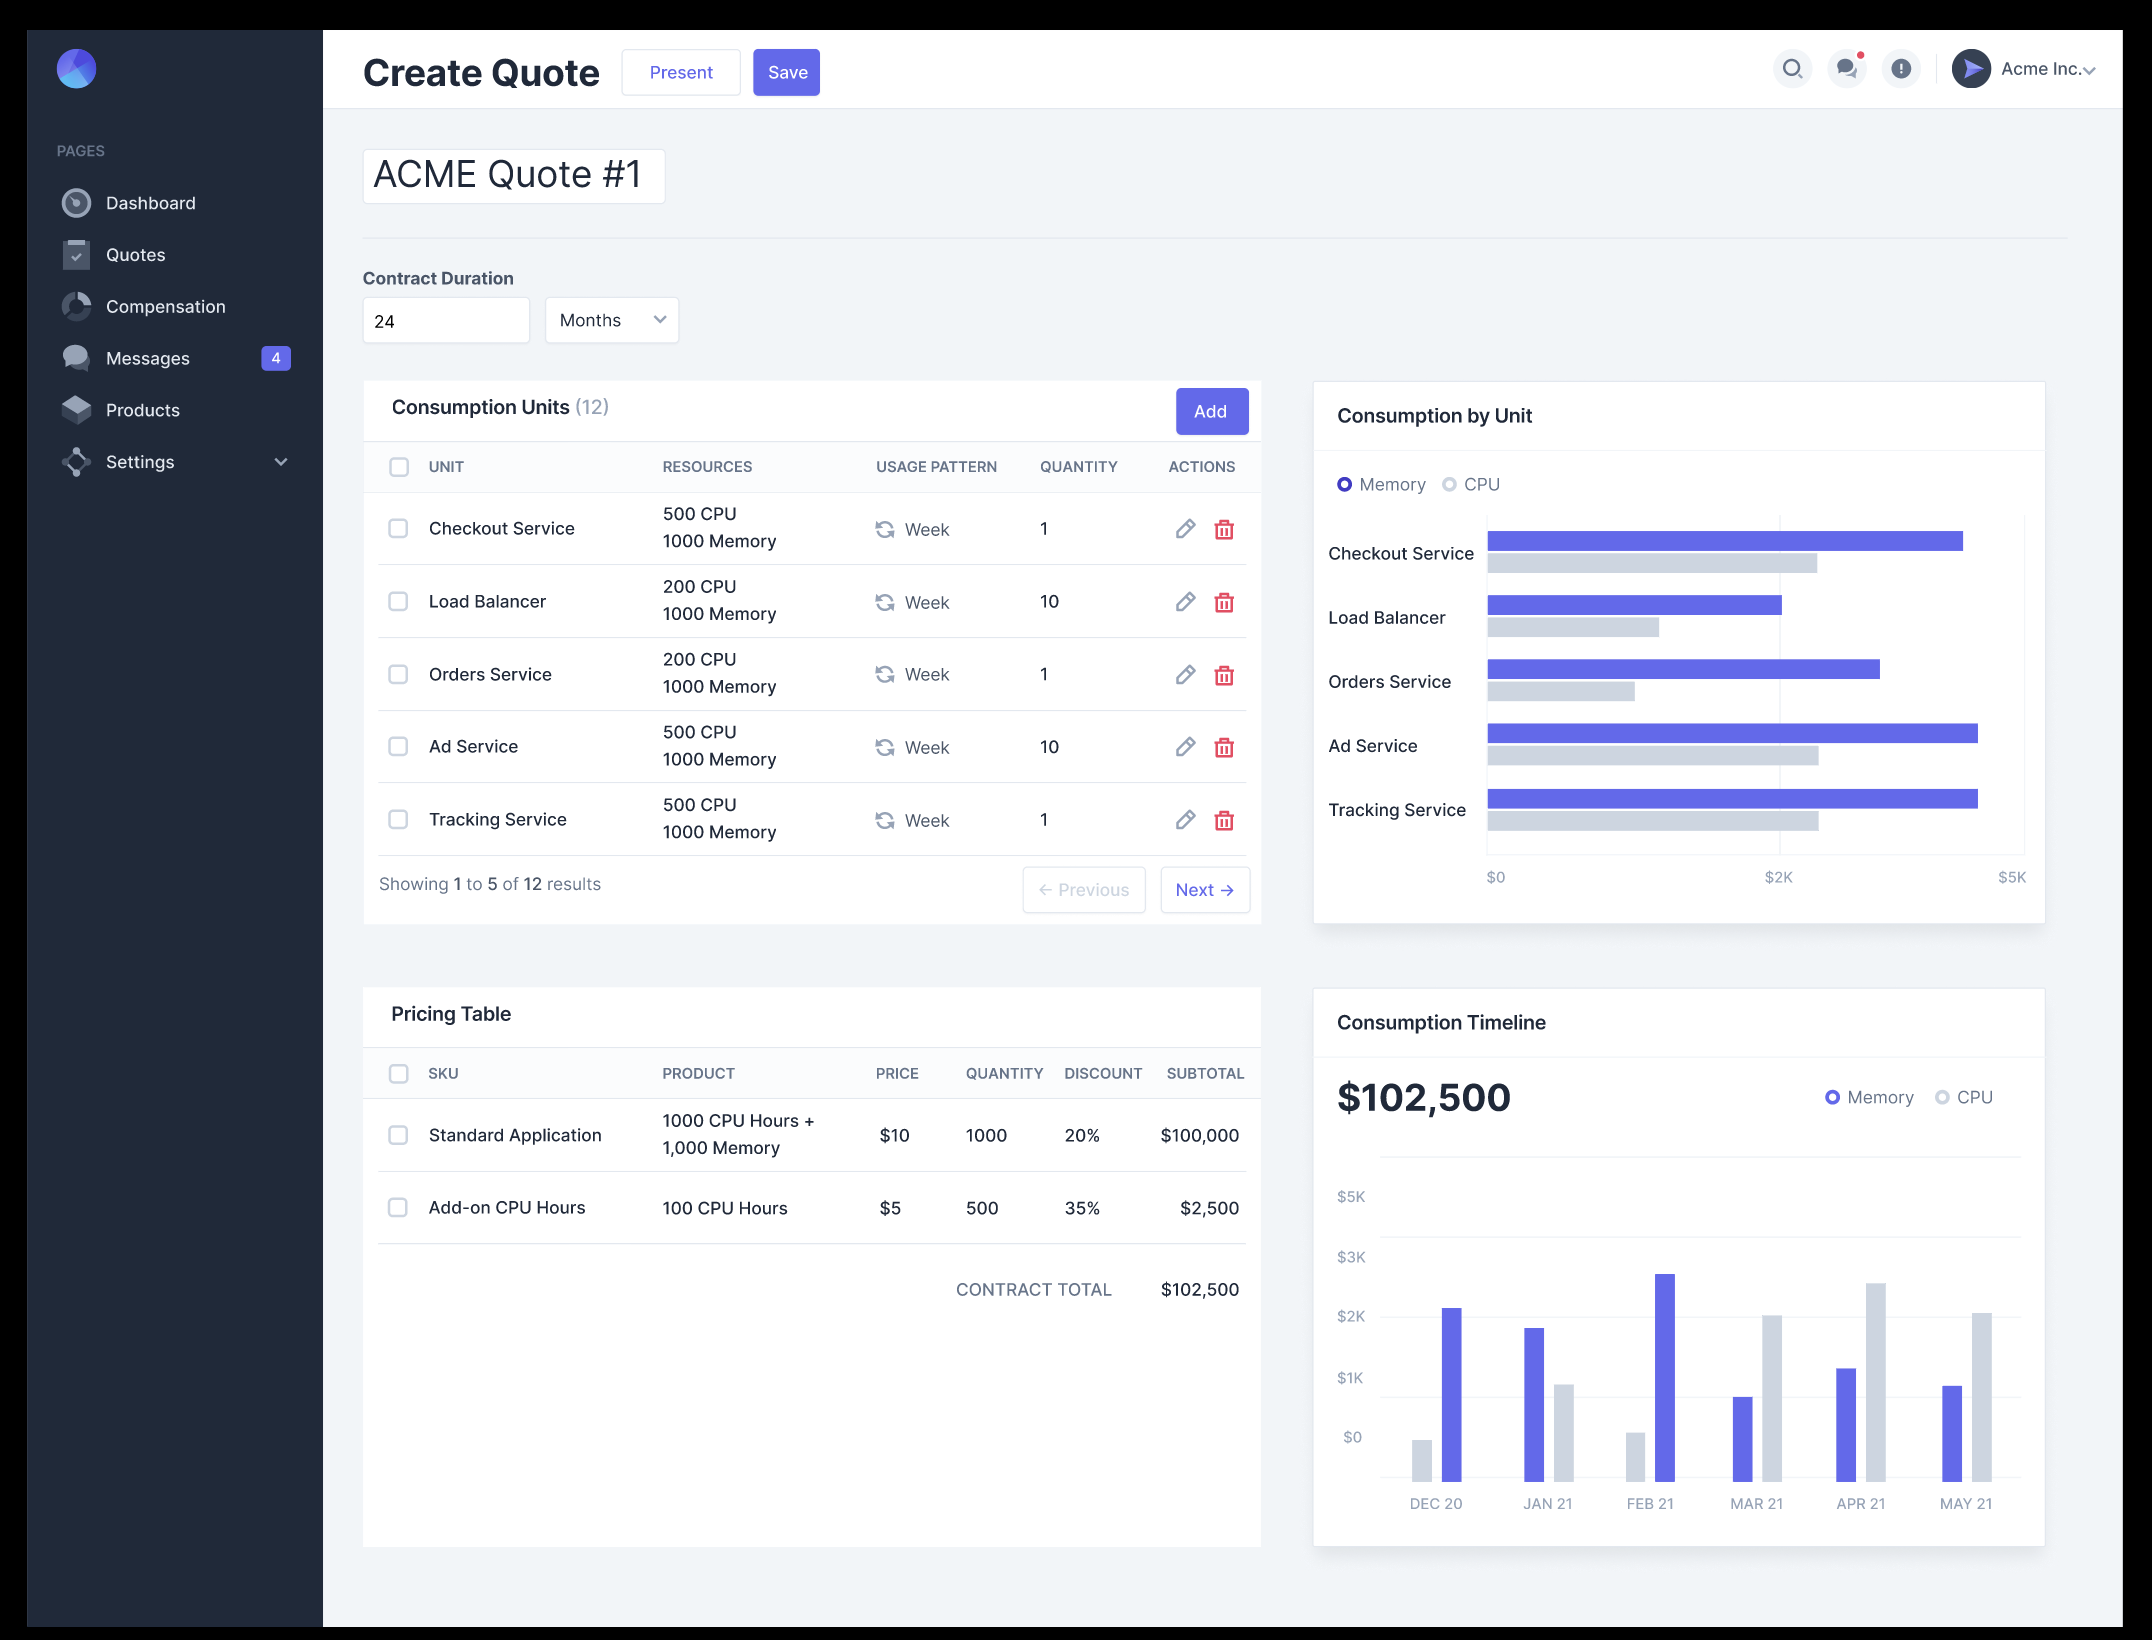 Create Quote
Present
Save
Acme Inc.
PAGES
Dashboard
Quotes
Compensation
Messages
4
Products
Settings
ACME Quote #1
Contract Duration
24
Months
Consumption Units (12)
Add
UNIT RESOURCES USAGE PATTERN QUANTITY ACTIONS
Checkout Service
500 CPU
1000 Memory
Week
1
Load Balancer
200 CPU
1000 Memory
Week
10
Orders Service
200 CPU
1000 Memory
Week
1
Ad Service
500 CPU
1000 Memory
Week
10
Tracking Service
500 CPU
1000 Memory
Week
1
Showing 1 to 5 of 12 results
← Previous
Next →
Consumption by Unit
Memory CPU
Checkout Service
Load Balancer
Orders Service
Ad Service
Tracking Service
$0 $2K $5K
Pricing Table
SKU PRODUCT PRICE QUANTITY DISCOUNT SUBTOTAL
Standard Application
1000 CPU Hours +
1,000 Memory
$10 1000 20% $100,000
Add-on CPU Hours 100 CPU Hours $5 500 35% $2,500
CONTRACT TOTAL $102,500
Consumption Timeline
$102,500
Memory CPU
$5K
$3K
$2K
$1K
$0
DEC 20 JAN 21 FEB 21 MAR 21 APR 21 MAY 21